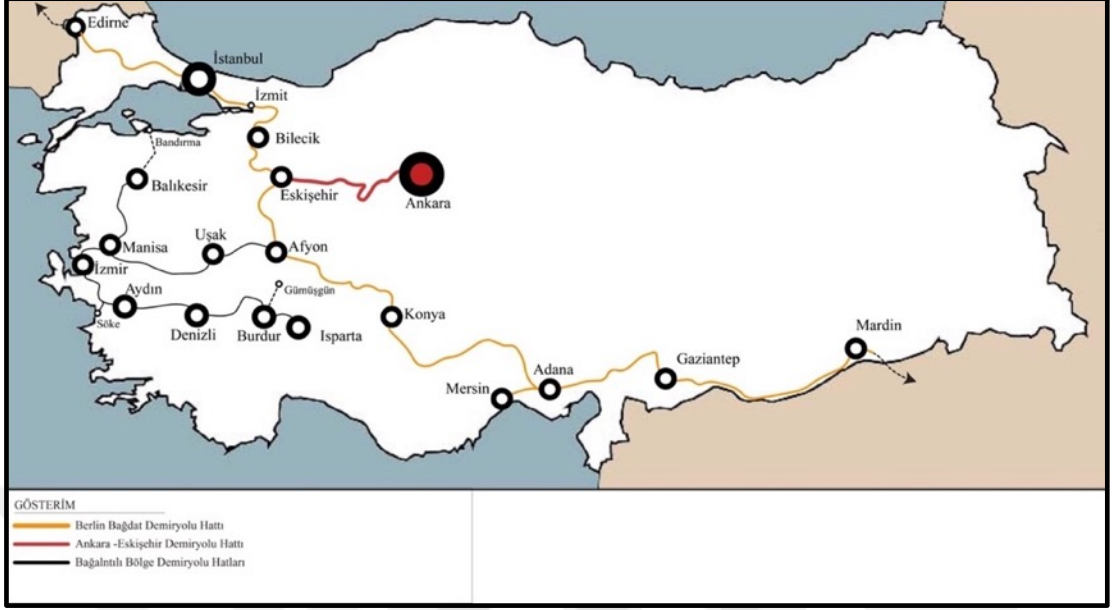 Edirne
İstanbul
İzmit
Bilecik
Bandırma
Balıkesir
Eskişehir
Ankara
Uşak
Manisa
Afyon
İzmir
Aydın
Gümüşgün
Söke
Denizli
Burdur
Isparta
Konya
Mardin
Gaziantep
Adana
Mersin
GÖSTERİM
Berlin Bağdat Demiryolu Hattı
Ankara -Eskişehir Demiryolu Hattı
Bağalntılı Bölge Demiryolu Hatları